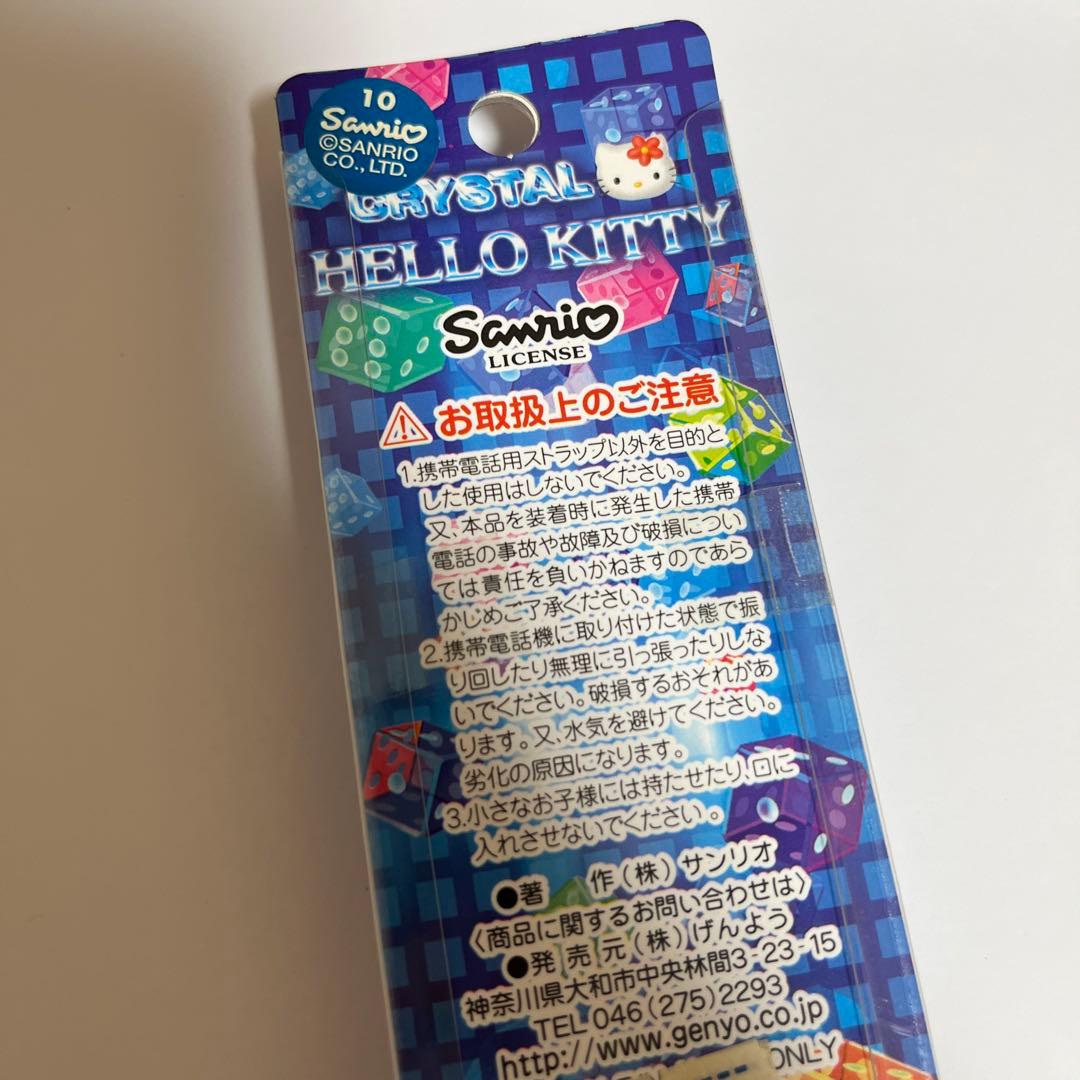 10
Sanrio
©SANRIO
CO., LTD.
CRYSTAL
HELLO KITTY
Sanrio
LICENSE
お取扱上のご注意
1.携帯電話用ストラップ以外を目的と
した使用はしないでください。
又、本品を装着時に発生した携帯
電話の事故や故障及び破損につい
ては責任を負いかねますのであら
かじめご了承ください。
2.携帯電話機に取り付けた状態で振
り回したり無理に引っ張ったりしな
いでください。破損するおそれがあ
ります。又、水気を避けてください。
劣化の原因になります。
3.小さなお子様には持たせたり、口に
入れさせないでください。
●著 作(株)サンリオ
〈商品に関するお問い合わせは〉
●発売元(株)げんよう
神奈川県大和市中央林間3-23-15
TEL 046(275)2293
http://www.genyo.co.jp
ONLY